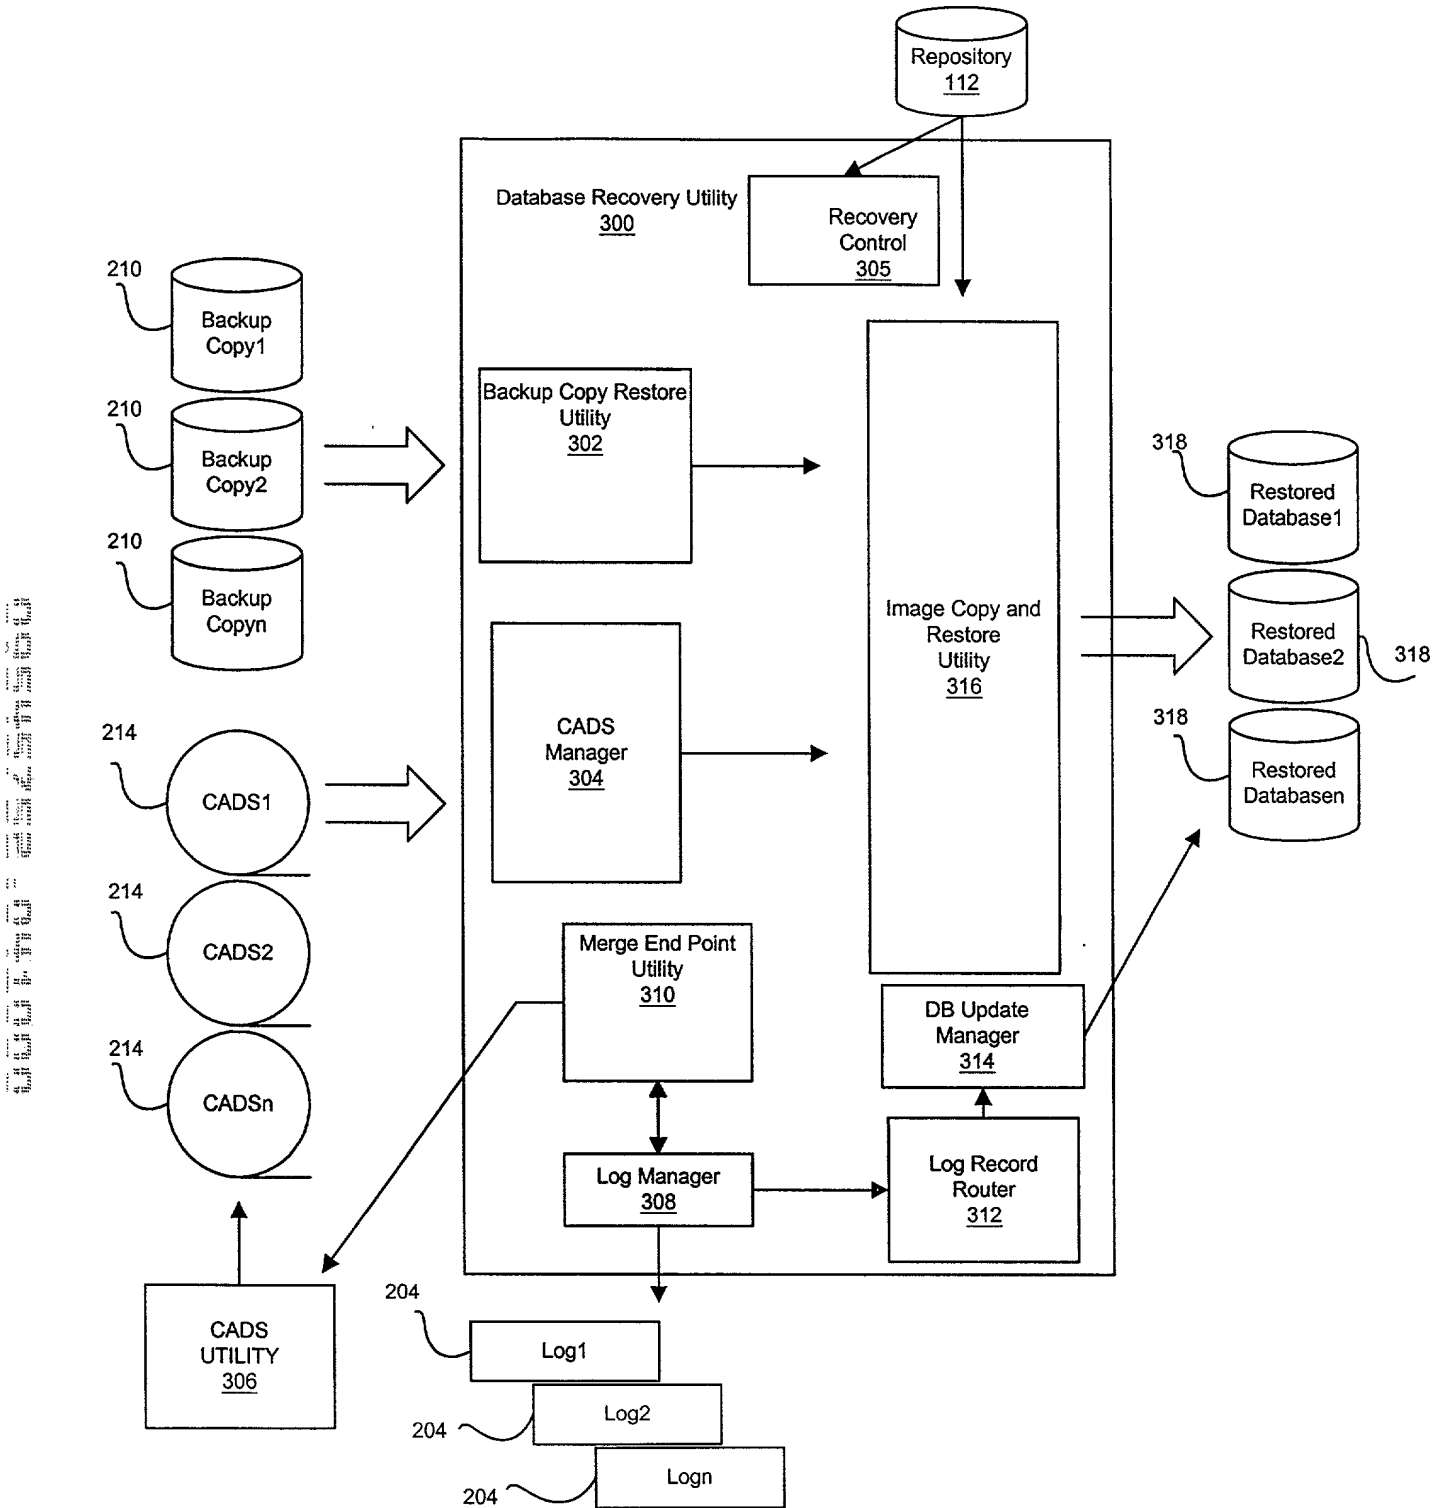 Repository
112
Database Recovery Utility
300
Recovery
Control
305
210
Backup
Copy1
210
Backup
Copy2
210
Backup
Copyn
Backup Copy Restore
Utility
302
Image Copy and
Restore
Utility
316
318
Restored
Database1
Restored
Database2
318
318
Restored
Databasen
CADS
Manager
304
214
CADS1
214
CADS2
214
CADSn
Merge End Point
Utility
310
DB Update
Manager
314
Log Manager
308
Log Record
Router
312
CADS
UTILITY
306
204
Log1
204
Log2
204
Logn